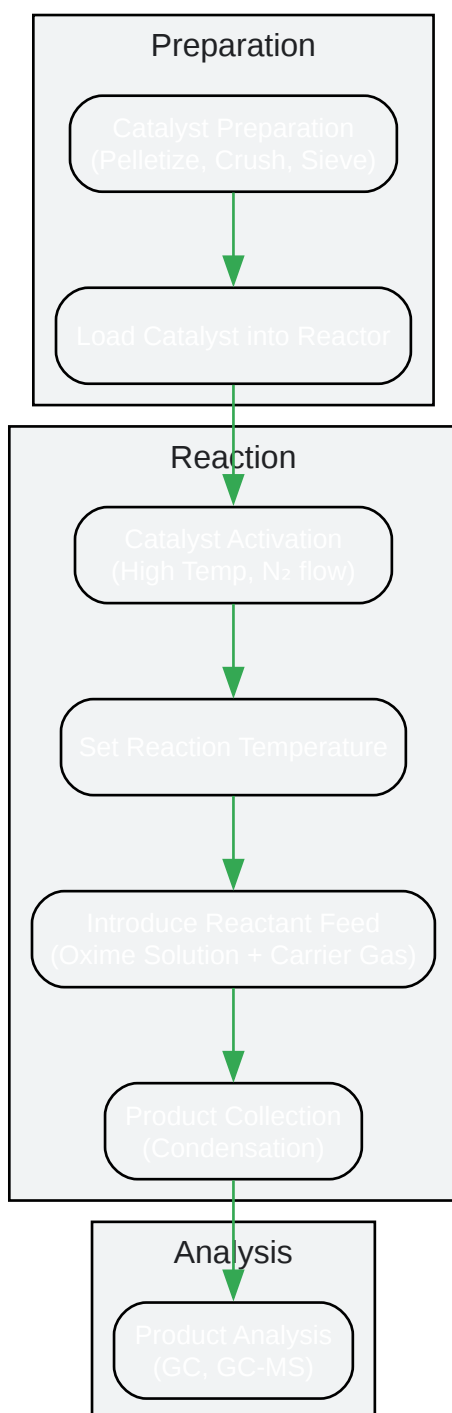 Preparation
Catalyst Preparation
(Pelletize, Crush, Sieve)
Load Catalyst into Reactor
Reaction
Catalyst Activation
(High Temp, N₂ flow)
Set Reaction Temperature
Introduce Reactant Feed
(Oxime Solution + Carrier Gas)
Product Collection
(Condensation)
Analysis
Product Analysis
(GC, GC-MS)